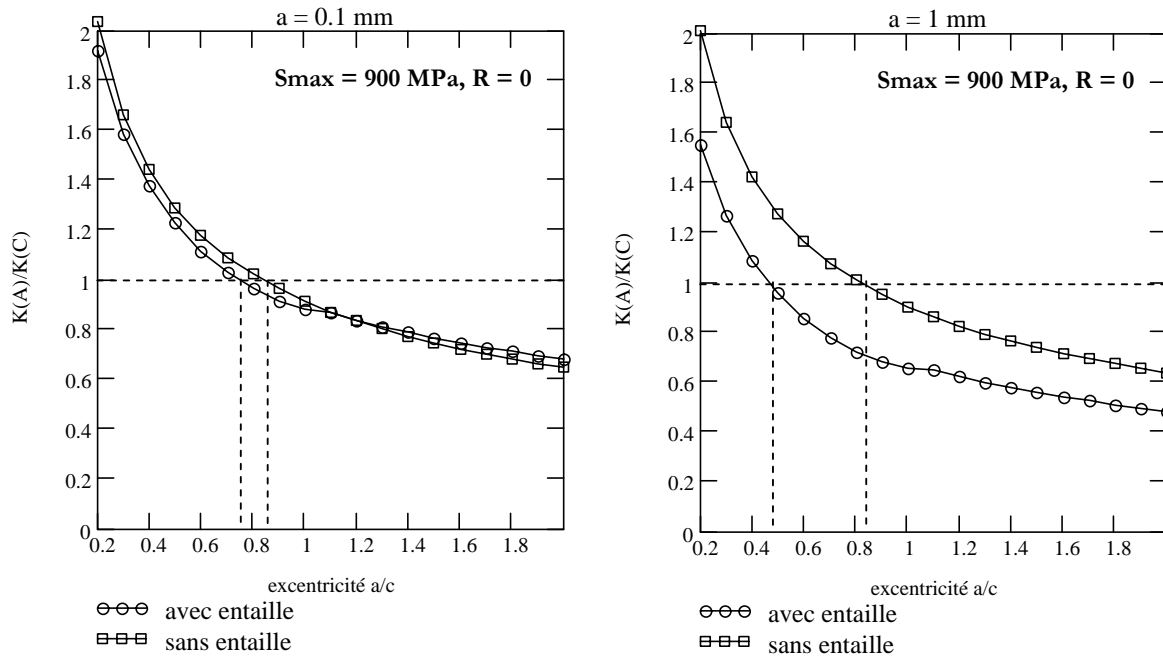 a = 0.1 mm
Smax = 900 MPa, R = 0
2
1.8
1.6
1.4
1.2
1
0.8
0.6
0.4
0.2
0
K(A)/K(C)
0.2 0.4 0.6 0.8 1 1.2 1.4 1.6 1.8
excentricité a/c
avec entaille
sans entaille
a = 1 mm
Smax = 900 MPa, R = 0
2
1.8
1.6
1.4
1.2
1
0.8
0.6
0.4
0.2
0
K(A)/K(C)
0.2 0.4 0.6 0.8 1 1.2 1.4 1.6 1.8
excentricité a/c
avec entaille
sans entaille